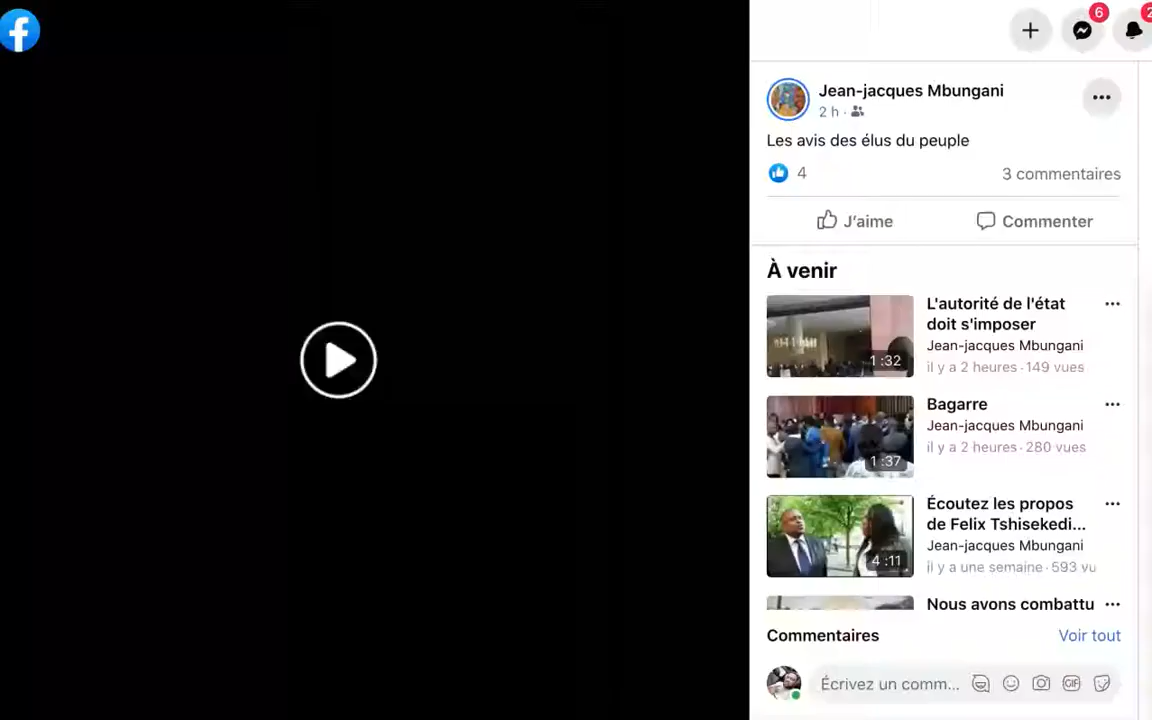 6
2
Jean-jacques Mbungani
2 h ·
Les avis des élus du peuple
4
3 commentaires
J'aime
Commenter
À venir
L'autorité de l'état
doit s'imposer
Jean-jacques Mbungani
il y a 2 heures · 149 vues
1 :32
Bagarre
Jean-jacques Mbungani
il y a 2 heures · 280 vues
1 :37
Écoutez les propos
de Felix Tshisekedi...
Jean-jacques Mbungani
il y a une semaine · 593 vu
4 :11
Nous avons combattu
Commentaires
Voir tout
Écrivez un comm...
GIF